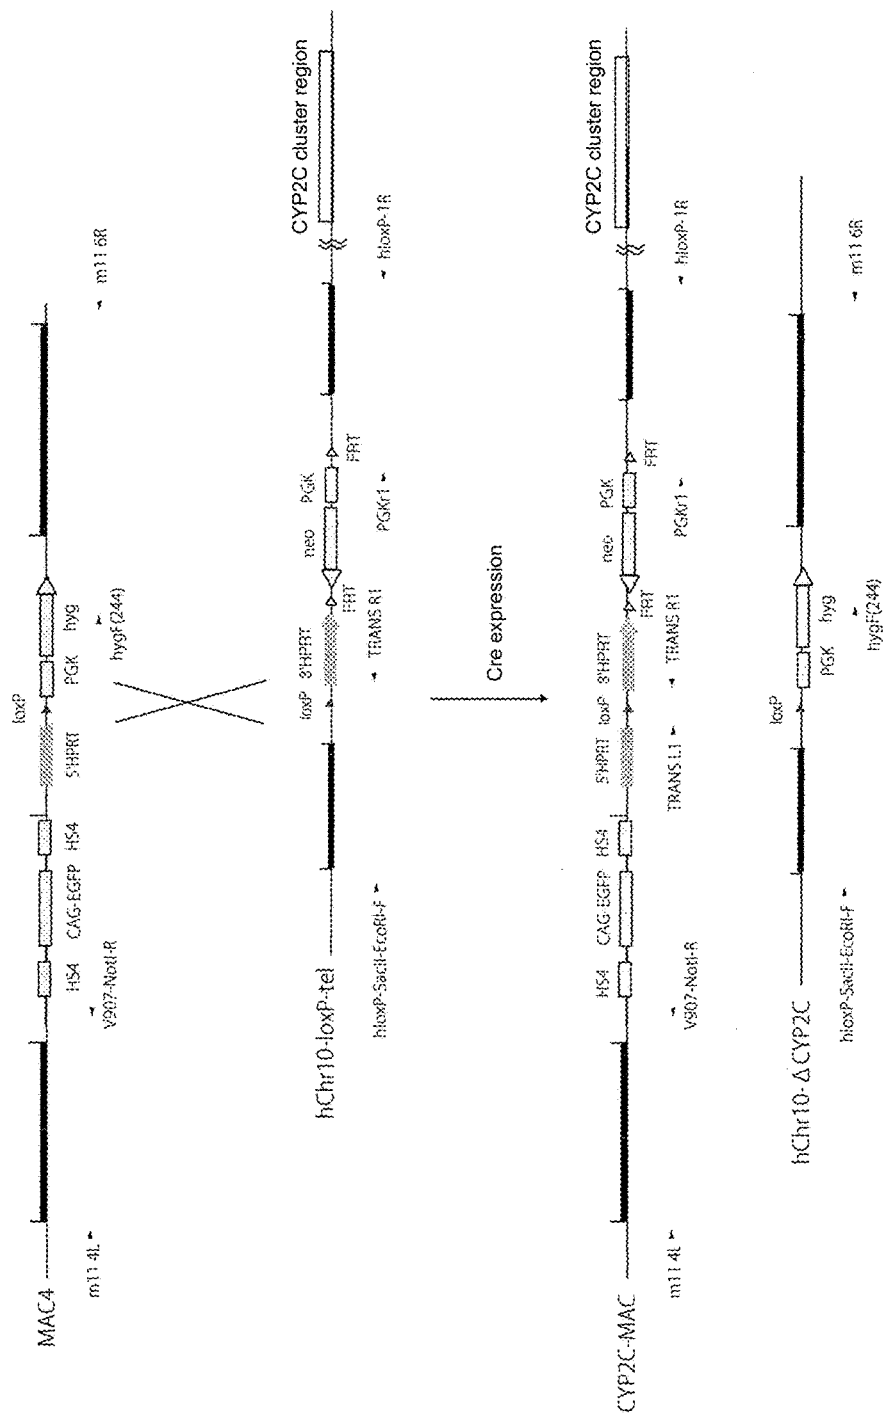 MAC4
m11 4L
V907-NotI-R
HS4 CAG-EGFP HS4 5'HPRT
loxP
PGK hyg
hygF(244)
m11 6R
hChr10-loxP-tel
hloxP-SacII-EcoRI-F
loxP 3'HPRT FRT neo PGK FRT
TRANS R1
PGKr1
hloxP-1R
CYP2C cluster region
Cre expression
CYP2C-MAC
m11 4L
V907-NotI-R
HS4 CAG-EGFP HS4 5'HPRT loxP 3'HPRT FRT neo PGK FRT
TRANS L1
TRANS R1
PGKr1
hloxP-1R
CYP2C cluster region
hChr10-ΔCYP2C
hloxP-SacII-EcoRI-F
loxP
PGK hyg
hygF(244)
m11 6R